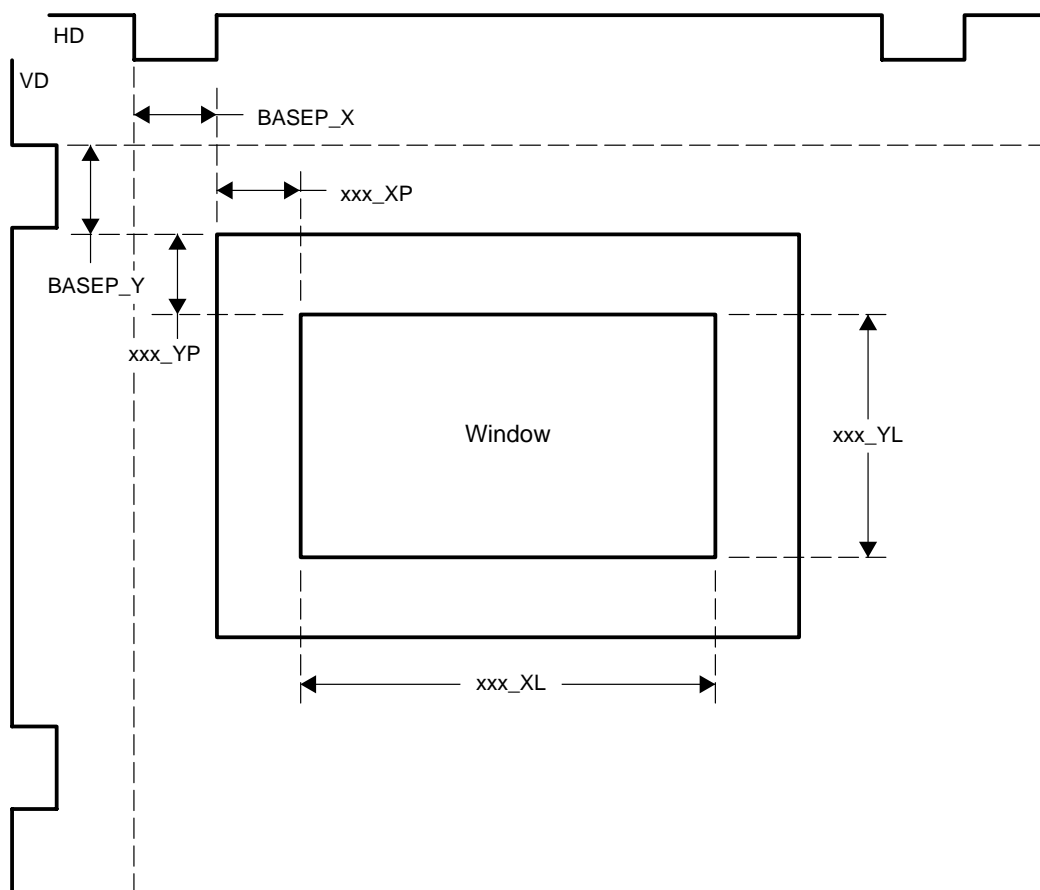 HD
VD
BASEP_X
xxx_XP
BASEP_Y
xxx_YP
Window
xxx_YL
xxx_XL